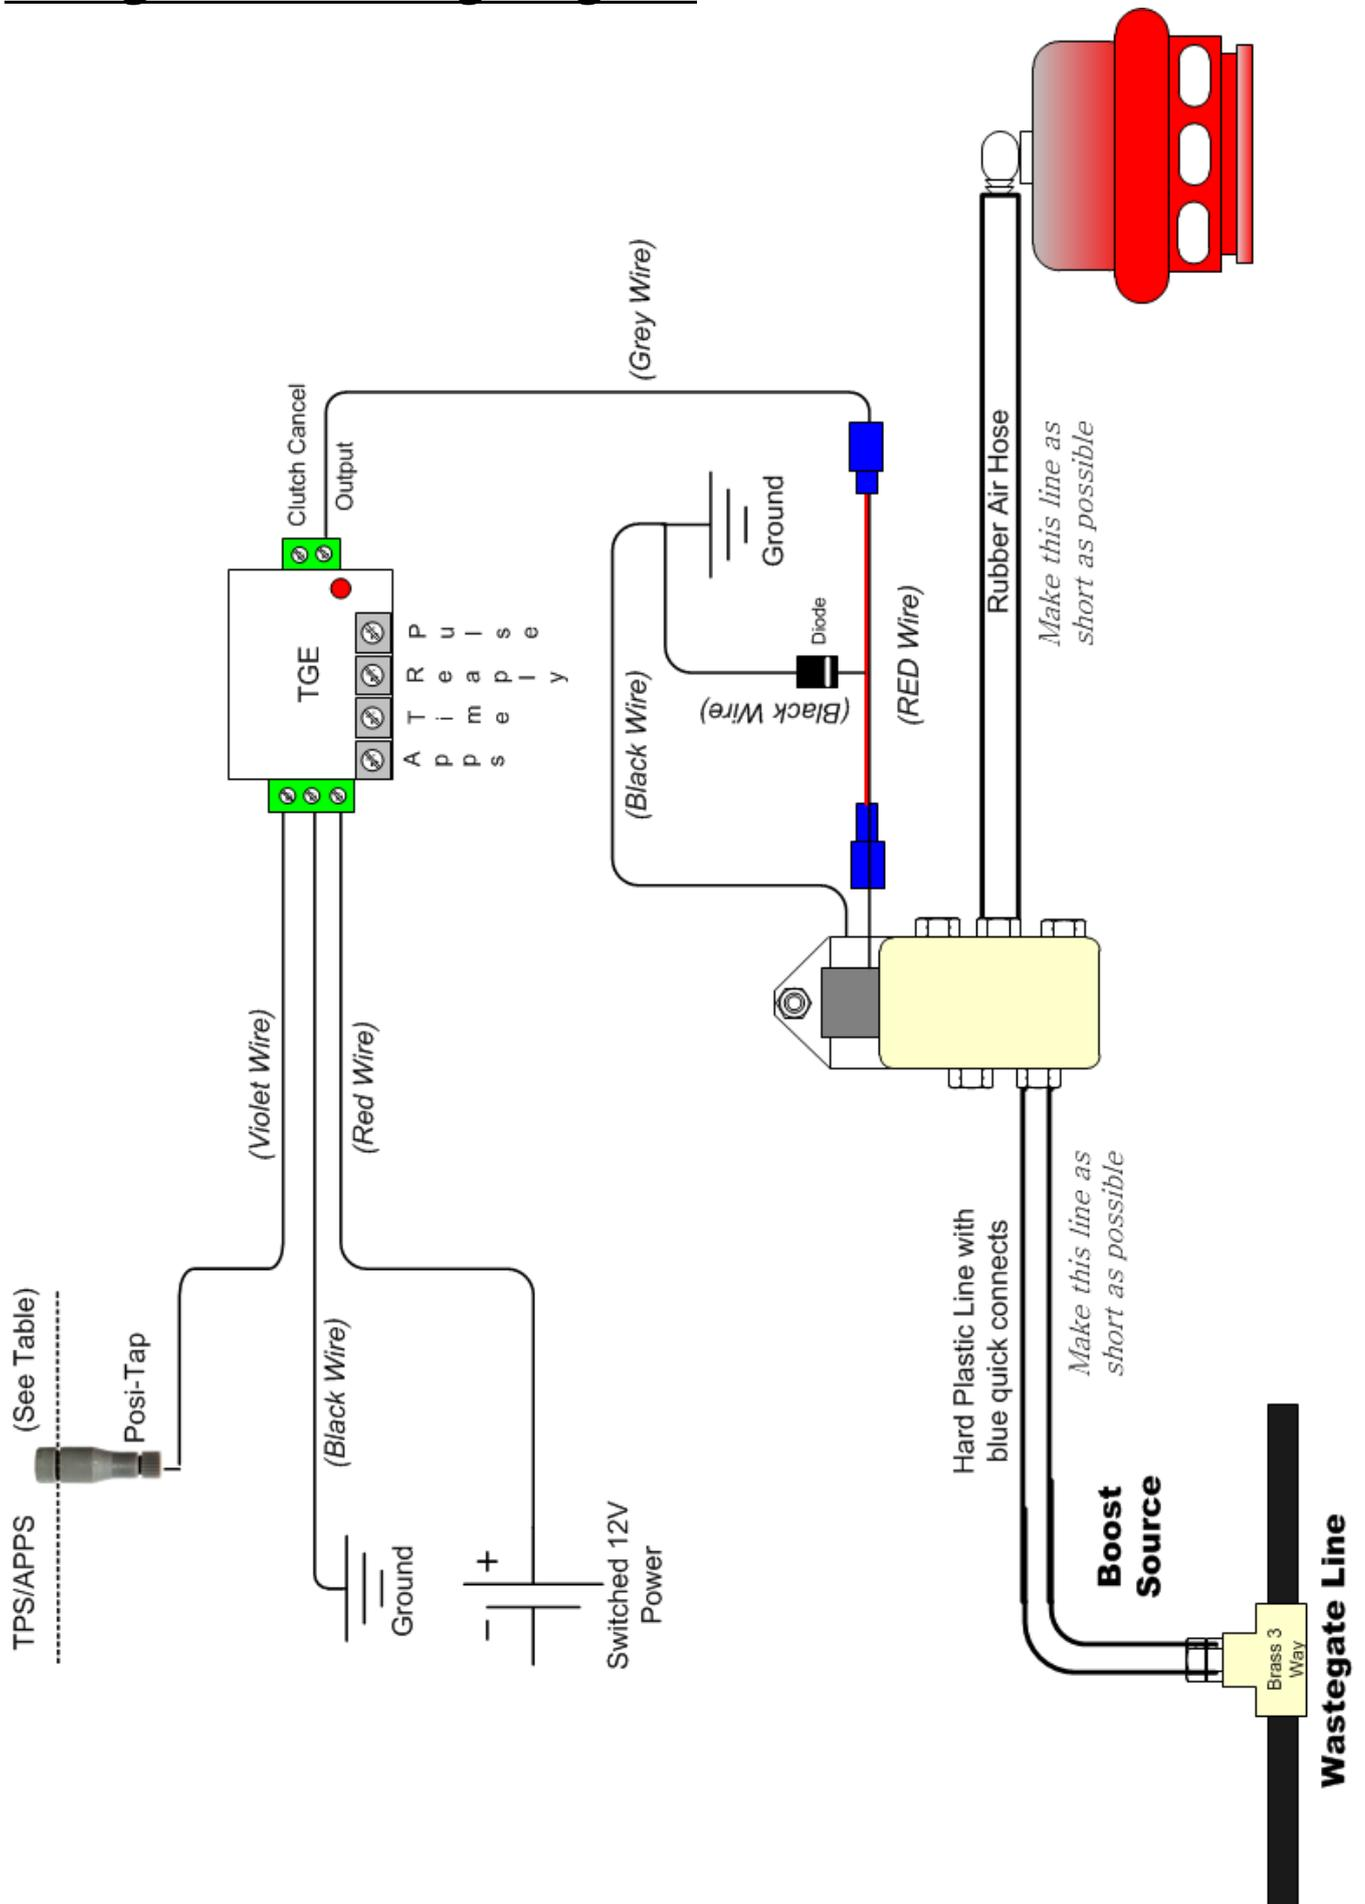 TPS/APPS
(See Table)
Posi-Tap
(Violet Wire)
(Black Wire)
(Red Wire)
Ground
− +
Switched 12V
Power
TGE
Apps
Time
Reapply
Pulse
Clutch Cancel
Output
(Grey Wire)
Ground
(Black Wire)
(Black Wire)
Diode
(RED Wire)
Rubber Air Hose
Make this line as
short as possible
Hard Plastic Line with
blue quick connects
Make this line as
short as possible
Boost
Source
Brass 3
Way
Wastegate Line